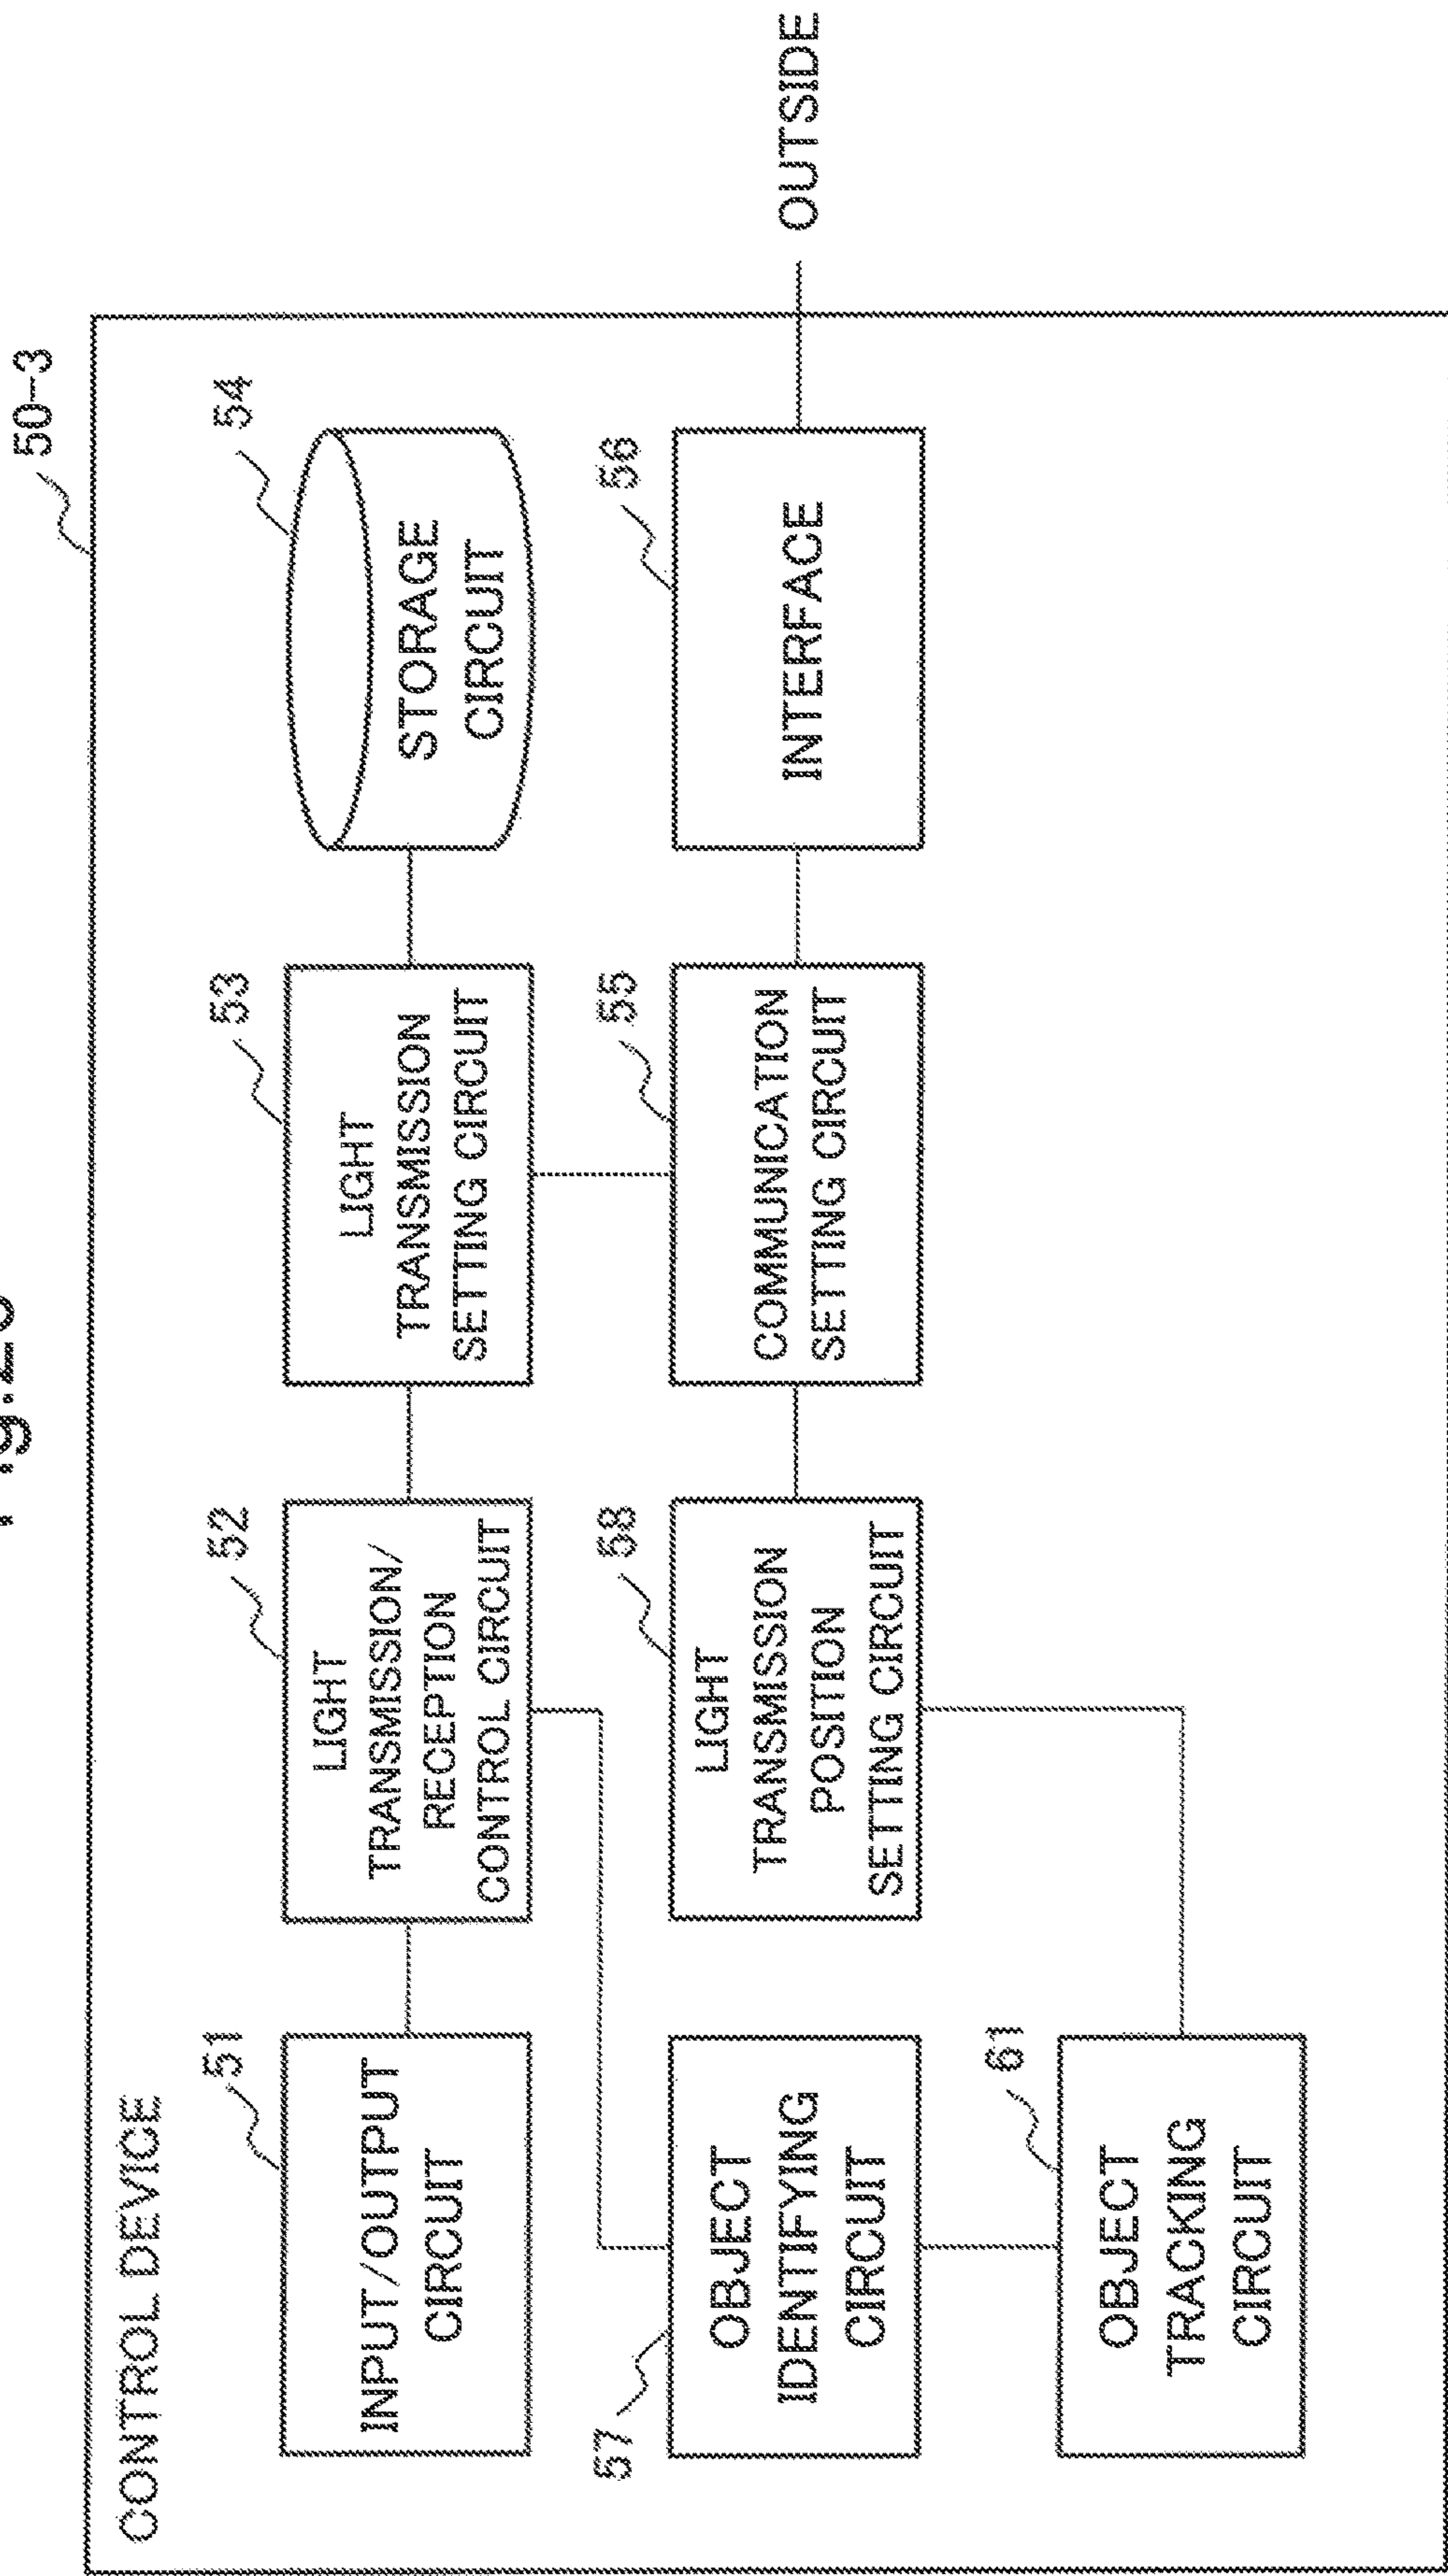 50-3
CONTROL DEVICE
51
INPUT/OUTPUT
CIRCUIT
52
LIGHT
TRANSMISSION/
RECEPTION
CONTROL CIRCUIT
53
LIGHT
TRANSMISSION
SETTING CIRCUIT
54
STORAGE
CIRCUIT
57
OBJECT
IDENTIFYING
CIRCUIT
58
LIGHT
TRANSMISSION
POSITION
SETTING CIRCUIT
55
COMMUNICATION
SETTING CIRCUIT
56
INTERFACE
OUTSIDE
61
OBJECT
TRACKING
CIRCUIT